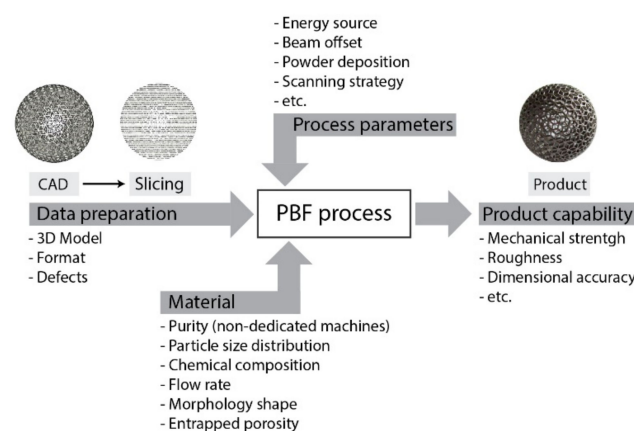 - Energy source
- Beam offset
- Powder deposition
- Scanning strategy
- etc.
Process parameters
CAD
Slicing
Data preparation
- 3D Model
- Format
- Defects
PBF process
Product
Product capability
- Mechanical strentgh
- Roughness
- Dimensional accuracy
- etc.
Material
- Purity (non-dedicated machines)
- Particle size distribution
- Chemical composition
- Flow rate
- Morphology shape
- Entrapped porosity